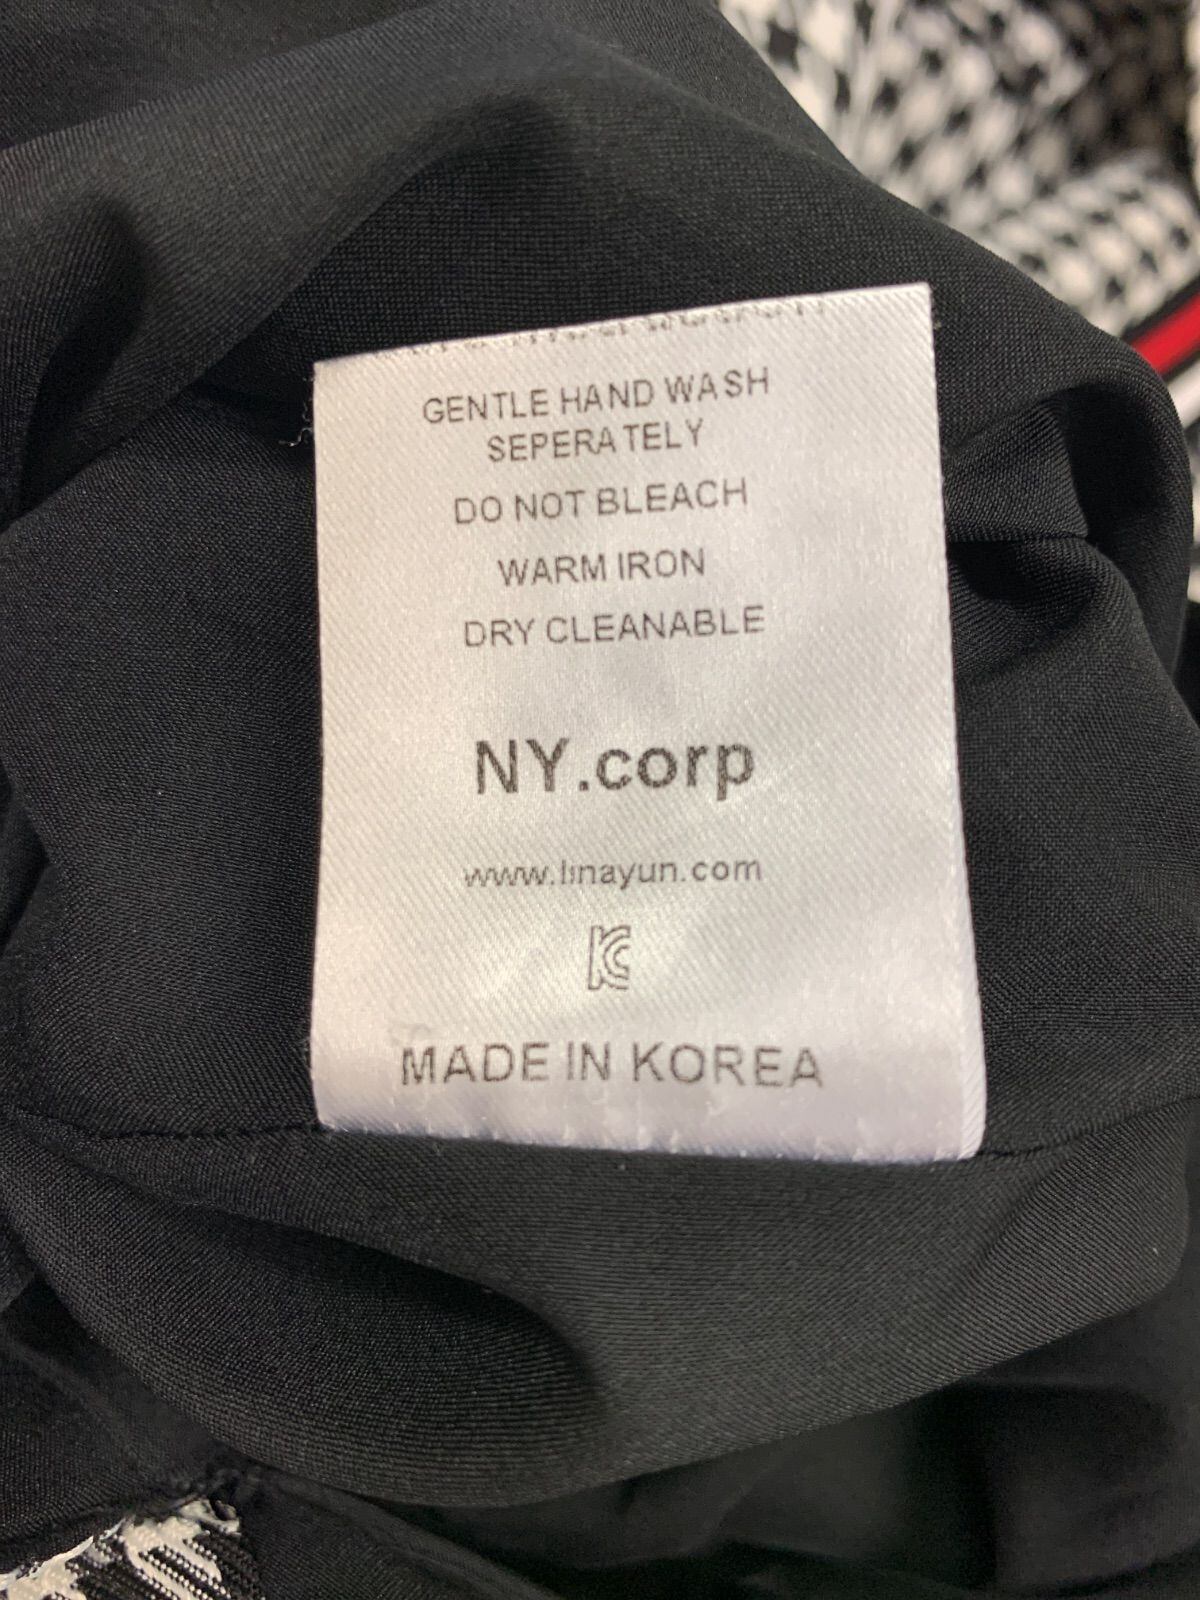 GENTLE HAND WASH
SEPERATELY
DO NOT BLEACH
WARM IRON
DRY CLEANABLE
NY.corp
www.linayun.com
KC
MADE IN KOREA